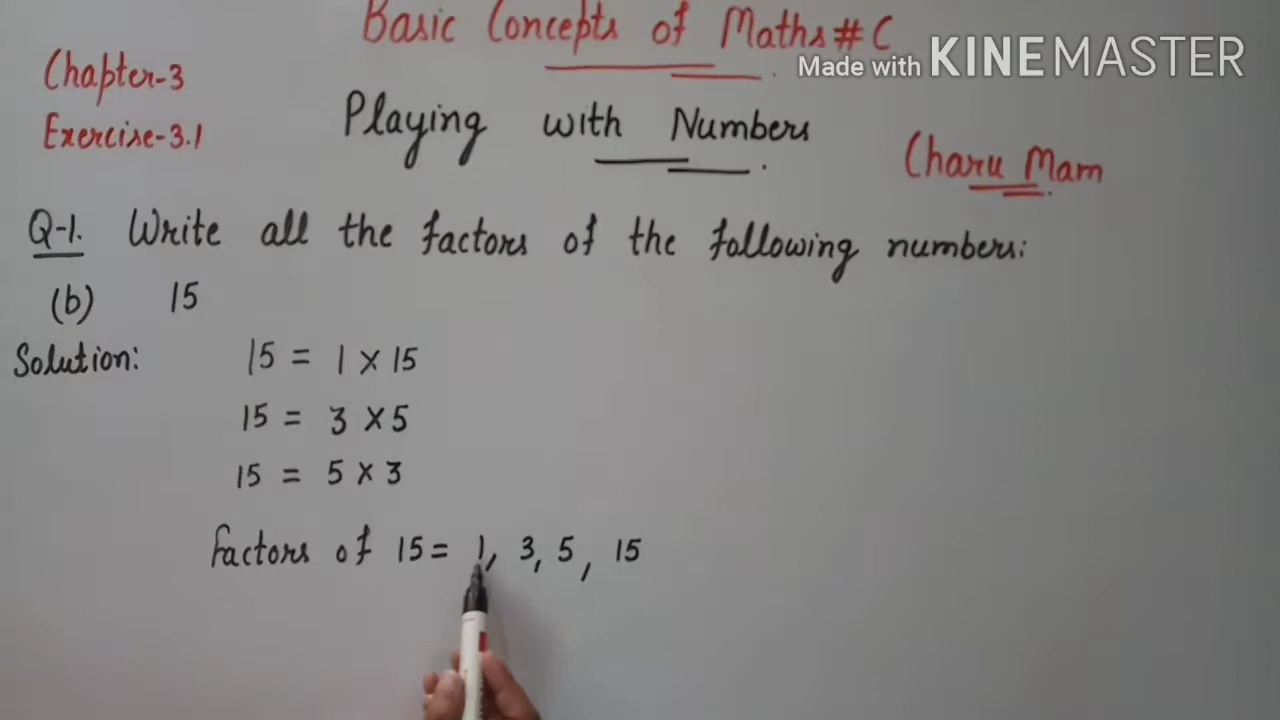 Basic Concepts of Maths#C
Made with KINEMASTER
Chapter-3
Exercise-3.1
Playing with Numbers
Charu Mam
Q-1. Write all the factors of the following numbers:
(b) 15
Solution: 15 = 1 × 15
15 = 3 × 5
15 = 5 × 3
Factors of 15 = 1, 3, 5, 15